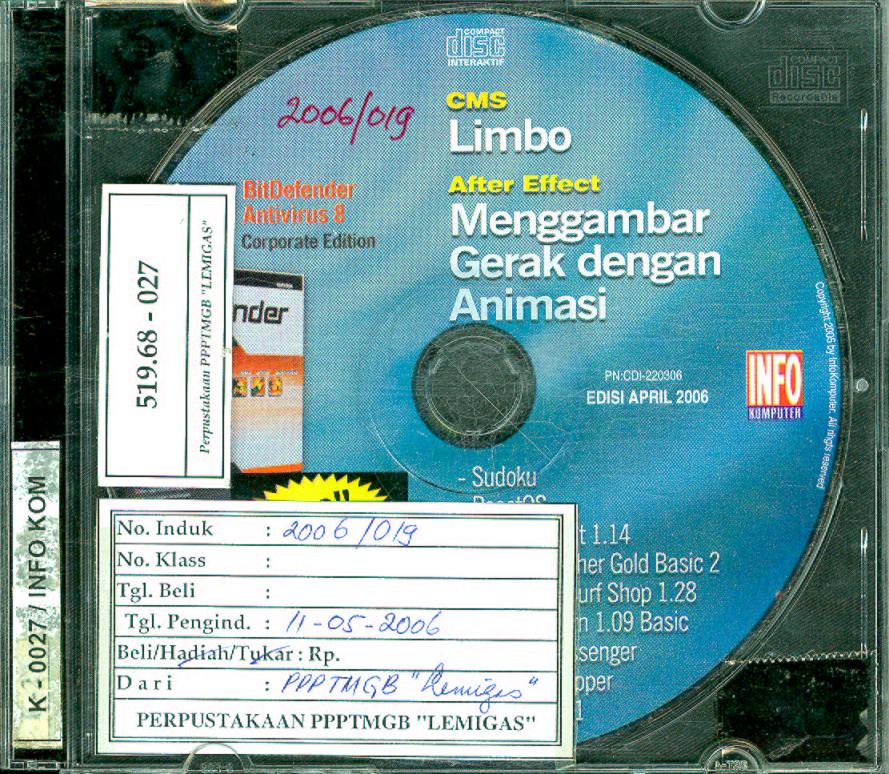 COMPACT
disc
INTERAKTIF
COMPACT
disc
Recordable
2006/019
CMS
Limbo
After Effect
Menggambar
Gerak dengan
Animasi
BitDefender
Antivirus 8
Corporate Edition
nder
519.68 - 027
Perpustakaan PPPTMGB "LEMIGAS"
PN:CDI-220306
EDISI APRIL 2006
INFO
KOMPUTER
Copyright 2006 by InfoKomputer. All rights reserved
- Sudoku
t 1.14
her Gold Basic 2
urf Shop 1.28
n 1.09 Basic
ssenger
pper
1
K - 0027 / INFO KOM
No. Induk : 2006/019
No. Klass :
Tgl. Beli :
Tgl. Pengind. : 11-05-2006
Beli/Hadiah/Tukar : Rp.
Dari : PPPTMGB "Lemigas"
PERPUSTAKAAN PPPTMGB "LEMIGAS"